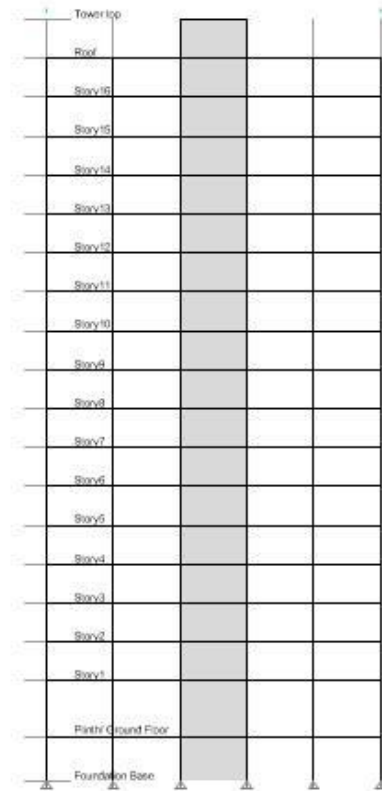 Tower top
Roof
Story16
Story15
Story14
Story13
Story12
Story11
Story10
Story9
Story8
Story7
Story6
Story5
Story4
Story3
Story2
Story1
Plinth/ Ground Floor
Foundation Base